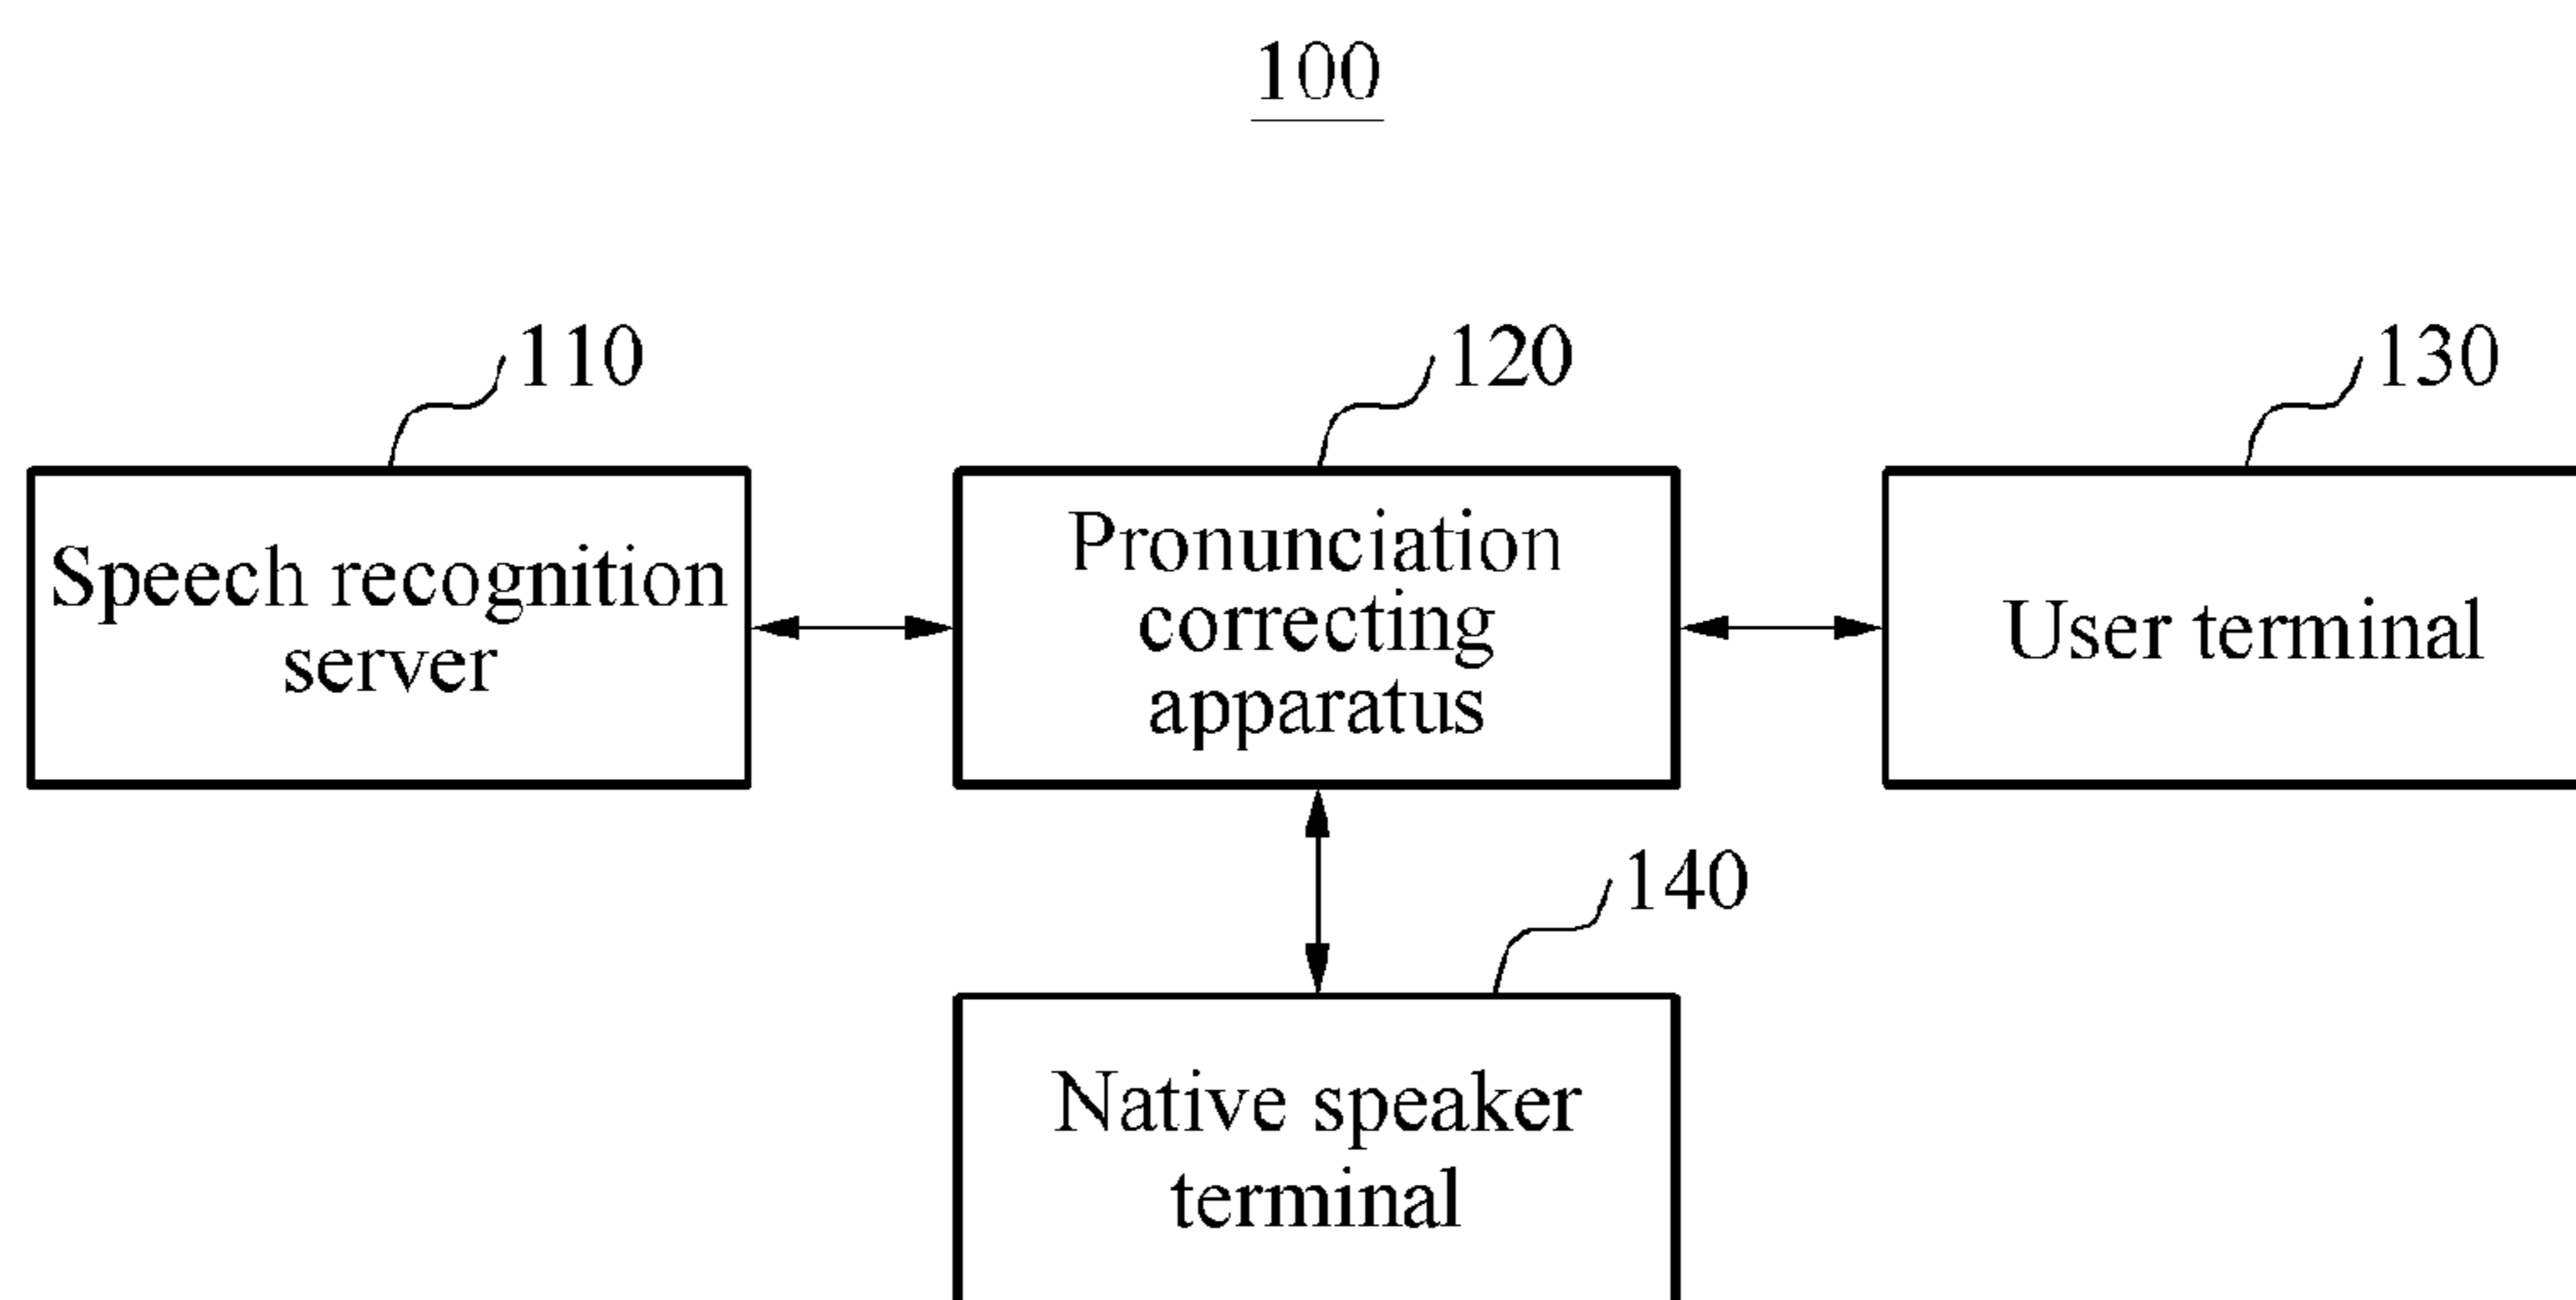 100
110
120
130
Speech recognition
server
Pronunciation
correcting
apparatus
User terminal
140
Native speaker
terminal